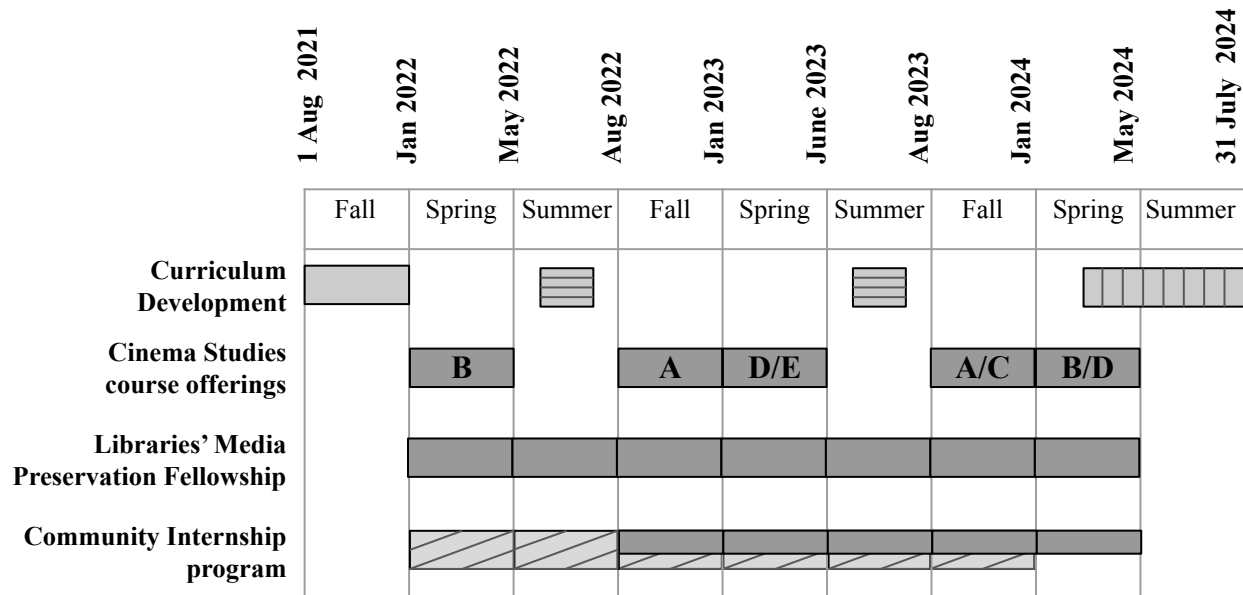 1 Aug 2021
Jan 2022
May 2022
Aug 2022
Jan 2023
June 2023
Aug 2023
Jan 2024
May 2024
31 July 2024
Fall Spring Summer Fall Spring Summer Fall Spring Summer
Curriculum
Development
Cinema Studies
course offerings
B A D/E A/C B/D
Libraries' Media
Preservation Fellowship
Community Internship
program